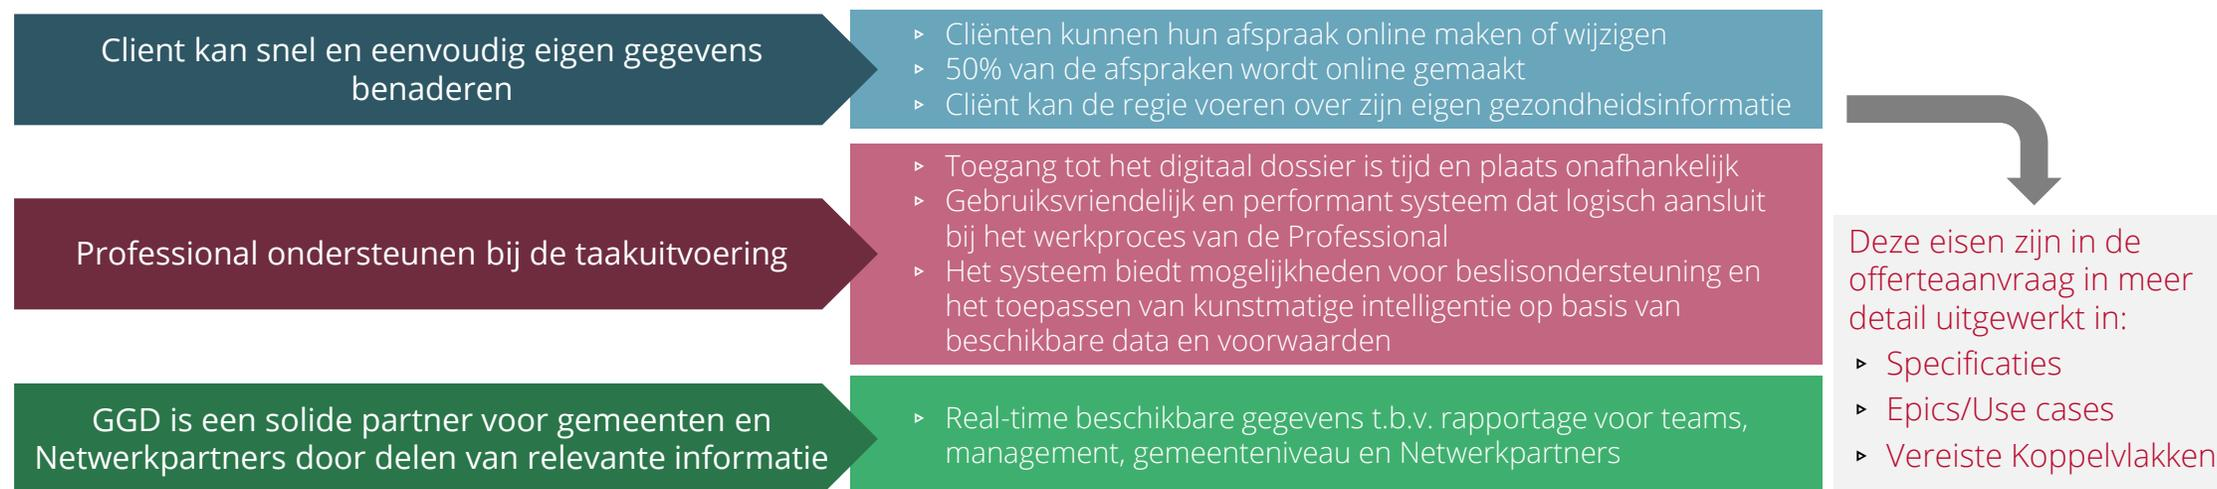 Client kan snel en eenvoudig eigen gegevens
benaderen
▹ Cliënten kunnen hun afspraak online maken of wijzigen
▹ 50% van de afspraken wordt online gemaakt
▹ Cliënt kan de regie voeren over zijn eigen gezondheidsinformatie
Professional ondersteunen bij de taakuitvoering
▹ Toegang tot het digitaal dossier is tijd en plaats onafhankelijk
▹ Gebruiksvriendelijk en performant systeem dat logisch aansluit
bij het werkproces van de Professional
▹ Het systeem biedt mogelijkheden voor beslisondersteuning en
het toepassen van kunstmatige intelligentie op basis van
beschikbare data en voorwaarden
GGD is een solide partner voor gemeenten en
Netwerkpartners door delen van relevante informatie
▹ Real-time beschikbare gegevens t.b.v. rapportage voor teams,
management, gemeenteniveau en Netwerkpartners
Deze eisen zijn in de
offerteaanvraag in meer
detail uitgewerkt in:
▹ Specificaties
▹ Epics/Use cases
▹ Vereiste Koppelvlakken